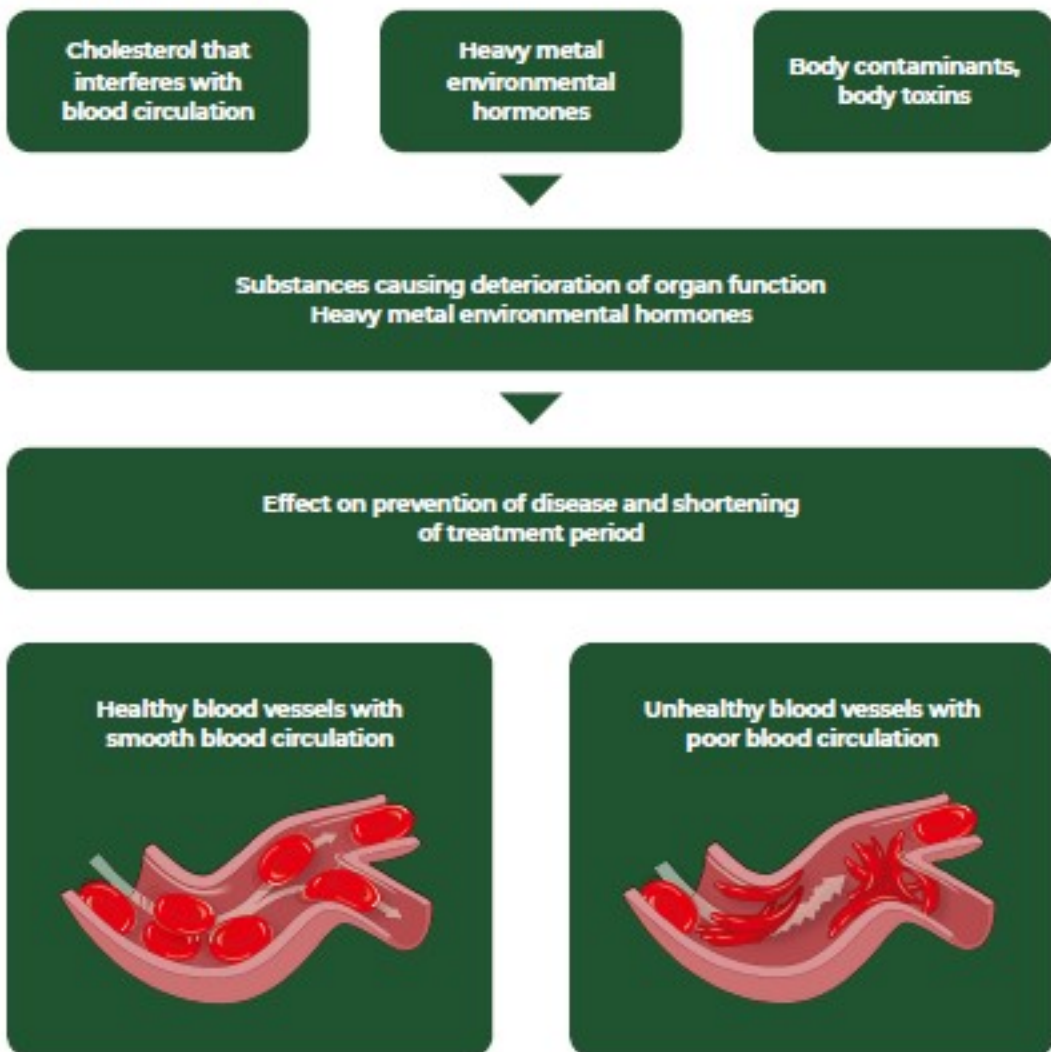 Cholesterol that
interferes with
blood circulation
Heavy metal
environmental
hormones
Body contaminants,
body toxins
Substances causing deterioration of organ function
Heavy metal environmental hormones
Effect on prevention of disease and shortening
of treatment period
Healthy blood vessels with
smooth blood circulation
Unhealthy blood vessels with
poor blood circulation